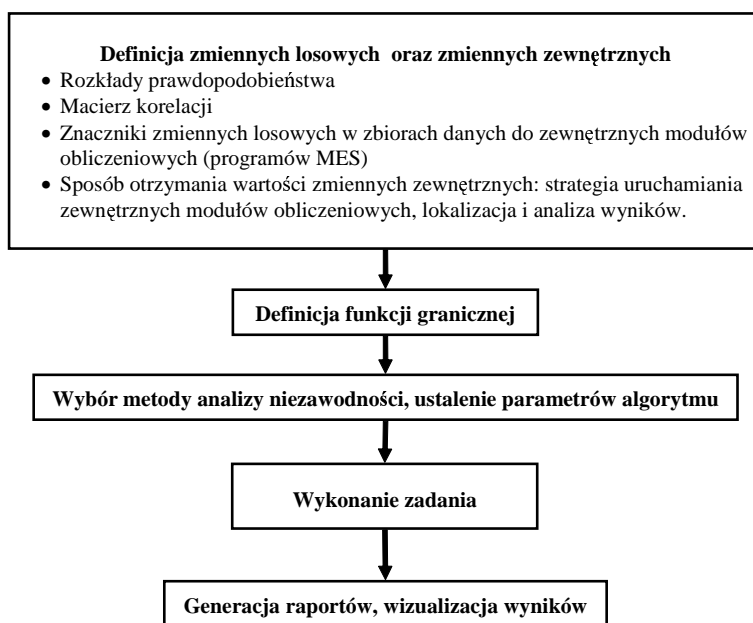 Definicja zmiennych losowych oraz zmiennych zewnętrznych
• Rozkłady prawdopodobieństwa
• Macierz korelacji
• Znaczniki zmiennych losowych w zbiorach danych do zewnętrznych modułów
obliczeniowych (programów MES)
• Sposób otrzymania wartości zmiennych zewnętrznych: strategia uruchamiania
zewnętrznych modułów obliczeniowych, lokalizacja i analiza wyników.
Definicja funkcji granicznej
Wybór metody analizy niezawodności, ustalenie parametrów algorytmu
Wykonanie zadania
Generacja raportów, wizualizacja wyników